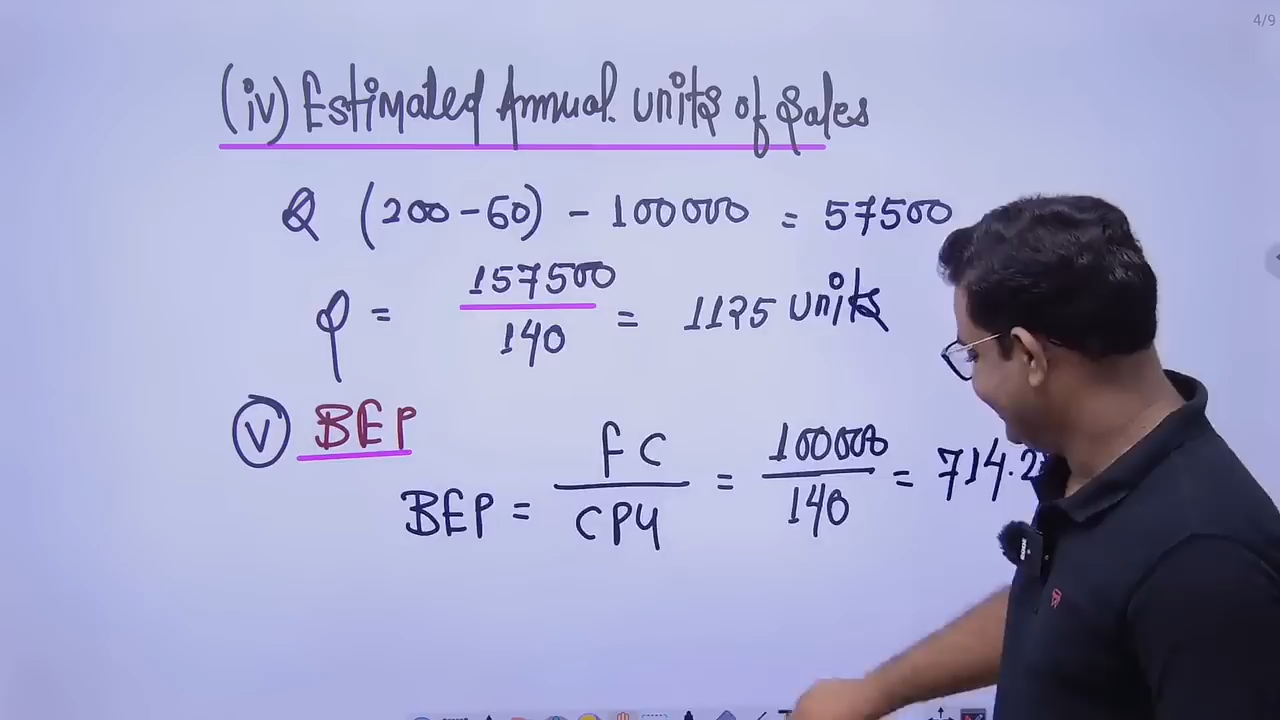 4/9
(iv) Estimated Annual units of Sales
Q (200-60) - 100000 = 57500
Q = 157500 / 140 = 1125 units
(V) BEP
BEP = FC / CPU = 100000 / 140 = 714.2